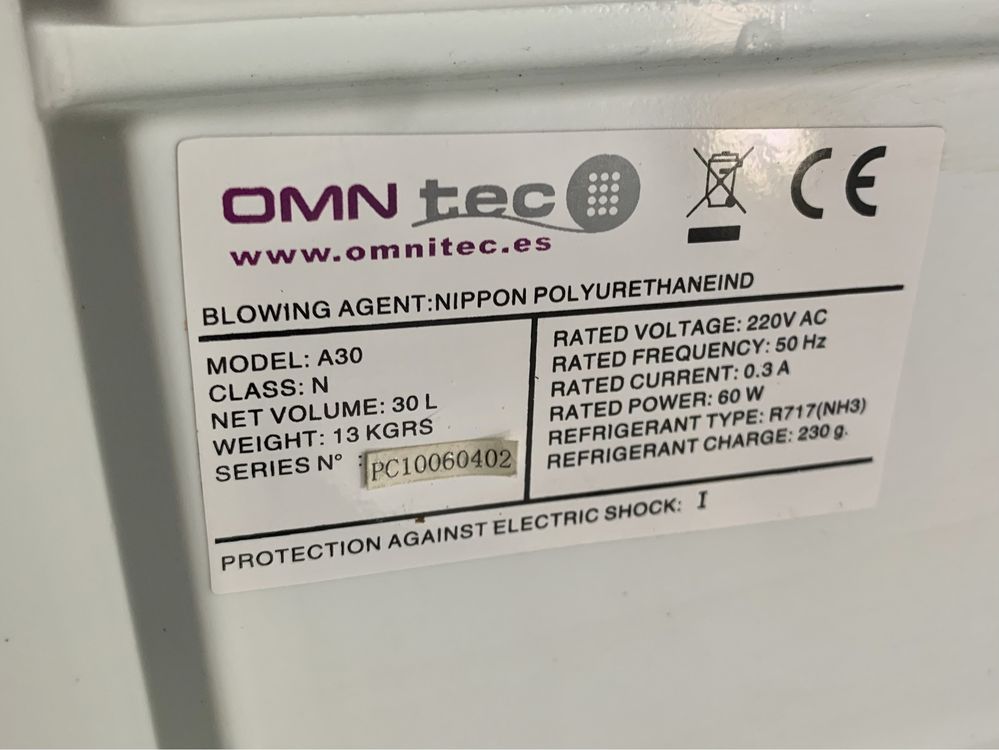 OMN tec
www.omnitec.es
CE
BLOWING AGENT:NIPPON POLYURETHANEIND
MODEL: A30
CLASS: N
NET VOLUME: 30 L
WEIGHT: 13 KGRS
SERIES Nº : PC10060402
RATED VOLTAGE: 220V AC
RATED FREQUENCY: 50 Hz
RATED CURRENT: 0.3 A
RATED POWER: 60 W
REFRIGERANT TYPE: R717(NH3)
REFRIGERANT CHARGE: 230 g.
PROTECTION AGAINST ELECTRIC SHOCK: I